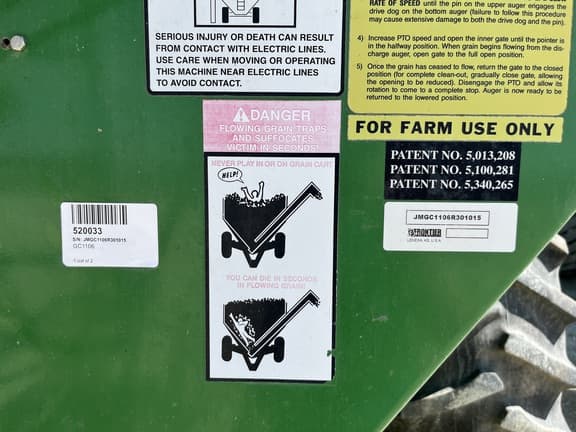 SERIOUS INJURY OR DEATH CAN RESULT
FROM CONTACT WITH ELECTRIC LINES.
USE CARE WHEN MOVING OR OPERATING
THIS MACHINE NEAR ELECTRIC LINES
TO AVOID CONTACT.
RATE OF SPEED until the pin on the upper auger engages the
drive dog on the bottom auger (failure to follow this procedure
may cause extensive damage to both the drive dog and the pin).
4) Increase PTO speed and open the inner gate until the pointer is
in the halfway position. When grain begins flowing from the dis-
charge auger, open gate to the full open position.
5) Once the grain has ceased to flow, return the gate to the closed
position (for complete clean-out, gradually close gate, allowing
the opening to be reduced). Disengage the PTO and allow its
rotation to come to a complete stop. Auger is now ready to be
returned to the lowered position.
FOR FARM USE ONLY
DANGER
FLOWING GRAIN TRAPS
AND SUFFOCATES
VICTIM IN SECONDS!
NEVER PLAY IN OR ON GRAIN CART!
HELP!
YOU CAN DIE IN SECONDS
IN FLOWING GRAIN!
PATENT NO. 5,013,208
PATENT NO. 5,100,281
PATENT NO. 5,340,265
JMGC1106R301015
LENEXA, KS, U.S.A.
520033
S/N: JMGC1106R301015
GC1106
1 out of 2